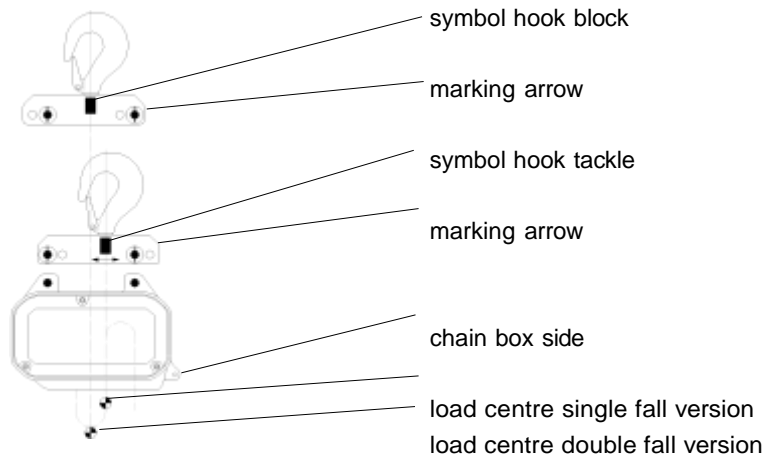 symbol hook block
marking arrow
symbol hook tackle
marking arrow
chain box side
load centre single fall version
load centre double fall version